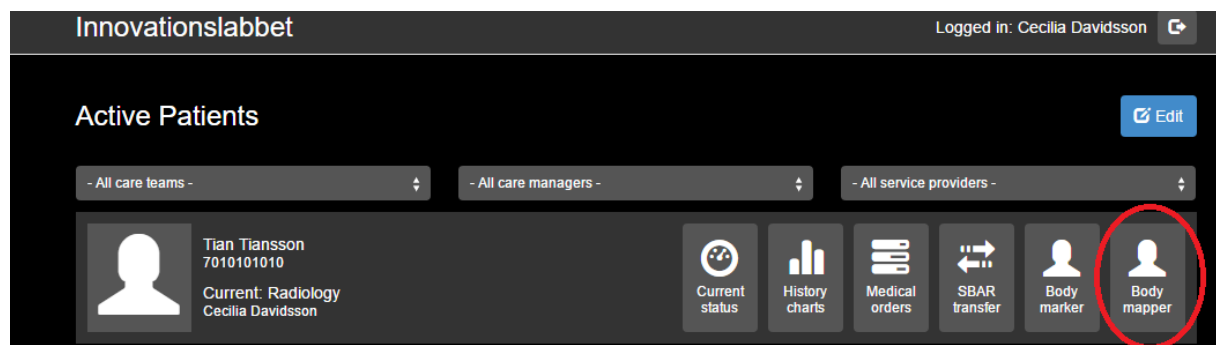 Innovationslabbet
Logged in: Cecilia Davidsson
Active Patients
Edit
- All care teams -
- All care managers -
- All service providers -
Tian Tiansson
7010101010
Current: Radiology
Cecilia Davidsson
Current
status
History
charts
Medical
orders
SBAR
transfer
Body
marker
Body
mapper